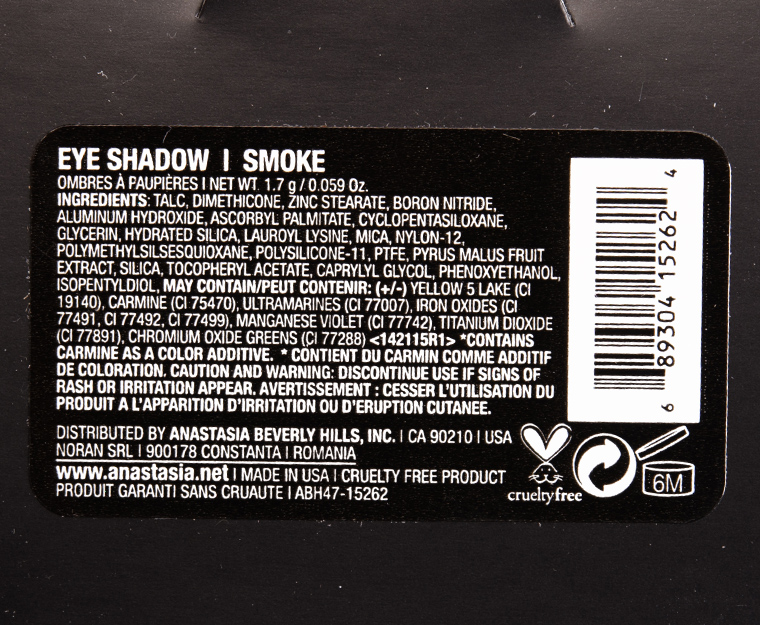 EYE SHADOW | SMOKE
OMBRES À PAUPIÈRES | NET WT. 1.7 g / 0.059 Oz.
INGREDIENTS: TALC, DIMETHICONE, ZINC STEARATE, BORON NITRIDE,
ALUMINUM HYDROXIDE, ASCORBYL PALMITATE, CYCLOPENTASILOXANE,
GLYCERIN, HYDRATED SILICA, LAUROYL LYSINE, MICA, NYLON-12,
POLYMETHYLSILSESQUIOXANE, POLYSILICONE-11, PTFE, PYRUS MALUS FRUIT
EXTRACT, SILICA, TOCOPHERYL ACETATE, CAPRYLYL GLYCOL, PHENOXYETHANOL,
ISOPENTYLDIOL, MAY CONTAIN/PEUT CONTENIR: (+/-) YELLOW 5 LAKE (CI
19140), CARMINE (CI 75470), ULTRAMARINES (CI 77007), IRON OXIDES (CI
77491, CI 77492, CI 77499), MANGANESE VIOLET (CI 77742), TITANIUM DIOXIDE
(CI 77891), CHROMIUM OXIDE GREENS (CI 77288) <142115R1> *CONTAINS
CARMINE AS A COLOR ADDITIVE. * CONTIENT DU CARMIN COMME ADDITIF
DE COLORATION. CAUTION AND WARNING: DISCONTINUE USE IF SIGNS OF
RASH OR IRRITATION APPEAR. AVERTISSEMENT : CESSER L'UTILISATION DU
PRODUIT A L'APPARITION D'IRRITATION OU D'ERUPTION CUTANEE.
DISTRIBUTED BY ANASTASIA BEVERLY HILLS, INC. | CA 90210 | USA
NORAN SRL | 900178 CONSTANTA | ROMANIA
www.anastasia.net | MADE IN USA | CRUELTY FREE PRODUCT
PRODUIT GARANTI SANS CRUAUTE | ABH47-15262
crueltyfree
6M
6 89304 15262 4